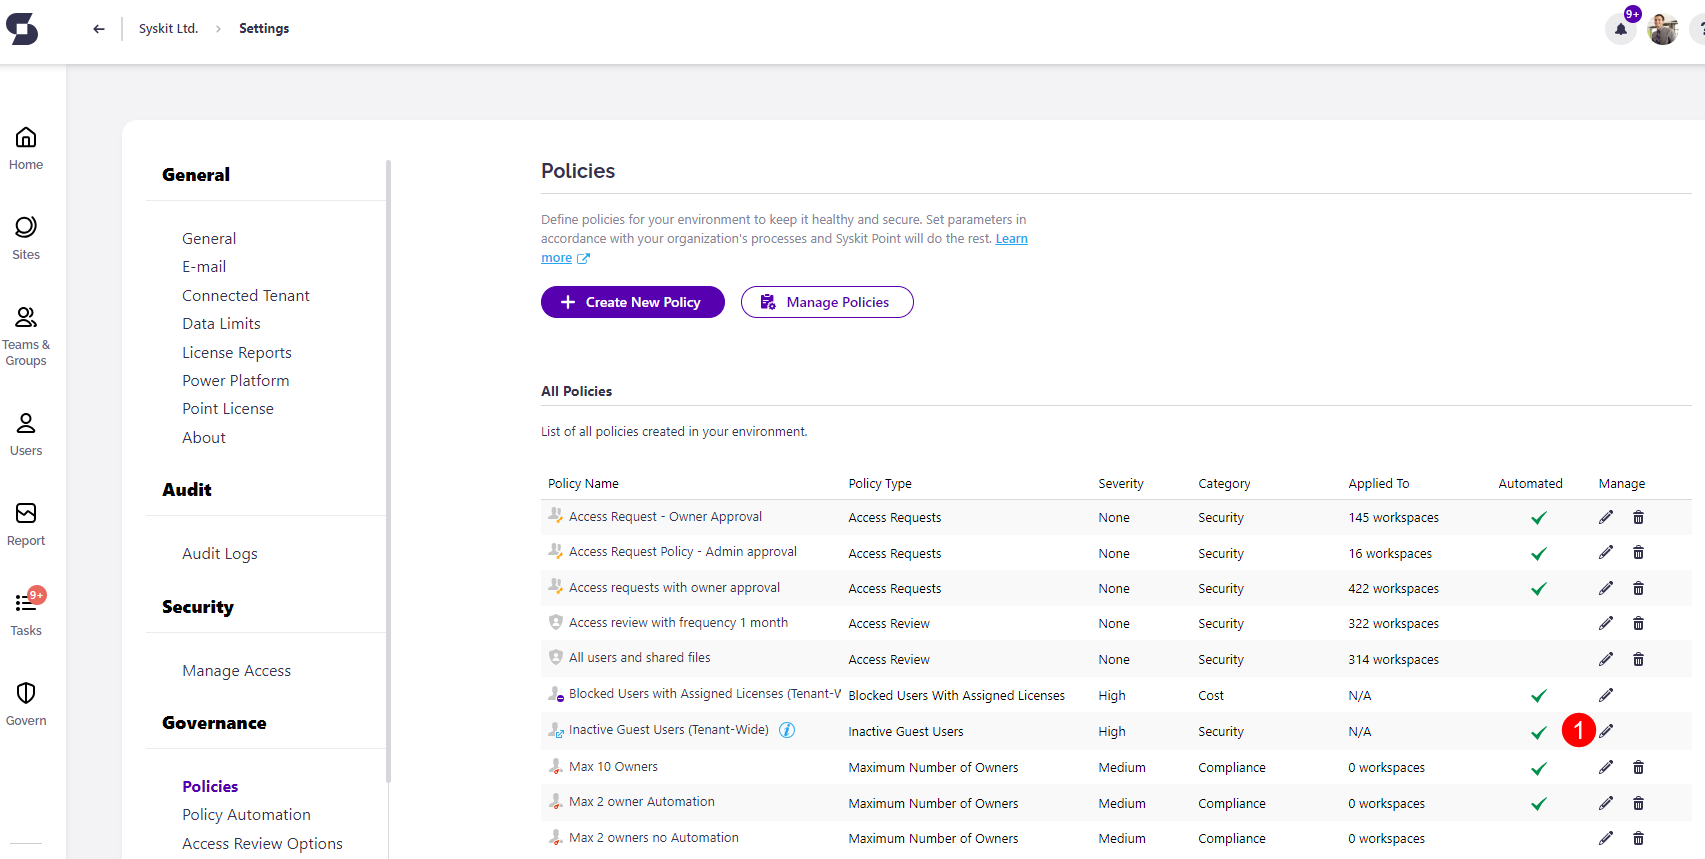 Syskit Ltd. > Settings
9+
?
Home
Sites
Teams &
Groups
Users
Report
9+
Tasks
Govern
General
General
E-mail
Connected Tenant
Data Limits
License Reports
Power Platform
Point License
About
Audit
Audit Logs
Security
Manage Access
Governance
Policies
Policy Automation
Access Review Options
Policies
Define policies for your environment to keep it healthy and secure. Set parameters in
accordance with your organization's processes and Syskit Point will do the rest. Learn
more
+ Create New Policy Manage Policies
All Policies
List of all policies created in your environment.
Policy Name Policy Type Severity Category Applied To Automated Manage
Access Request - Owner Approval Access Requests None Security 145 workspaces
Access Request Policy - Admin approval Access Requests None Security 16 workspaces
Access requests with owner approval Access Requests None Security 422 workspaces
Access review with frequency 1 month Access Review None Security 322 workspaces
All users and shared files Access Review None Security 314 workspaces
Blocked Users with Assigned Licenses (Tenant-W Blocked Users With Assigned Licenses High Cost N/A
Inactive Guest Users (Tenant-Wide) i Inactive Guest Users High Security N/A 1
Max 10 Owners Maximum Number of Owners Medium Compliance 0 workspaces
Max 2 owner Automation Maximum Number of Owners Medium Compliance 0 workspaces
Max 2 owners no Automation Maximum Number of Owners Medium Compliance 0 workspaces